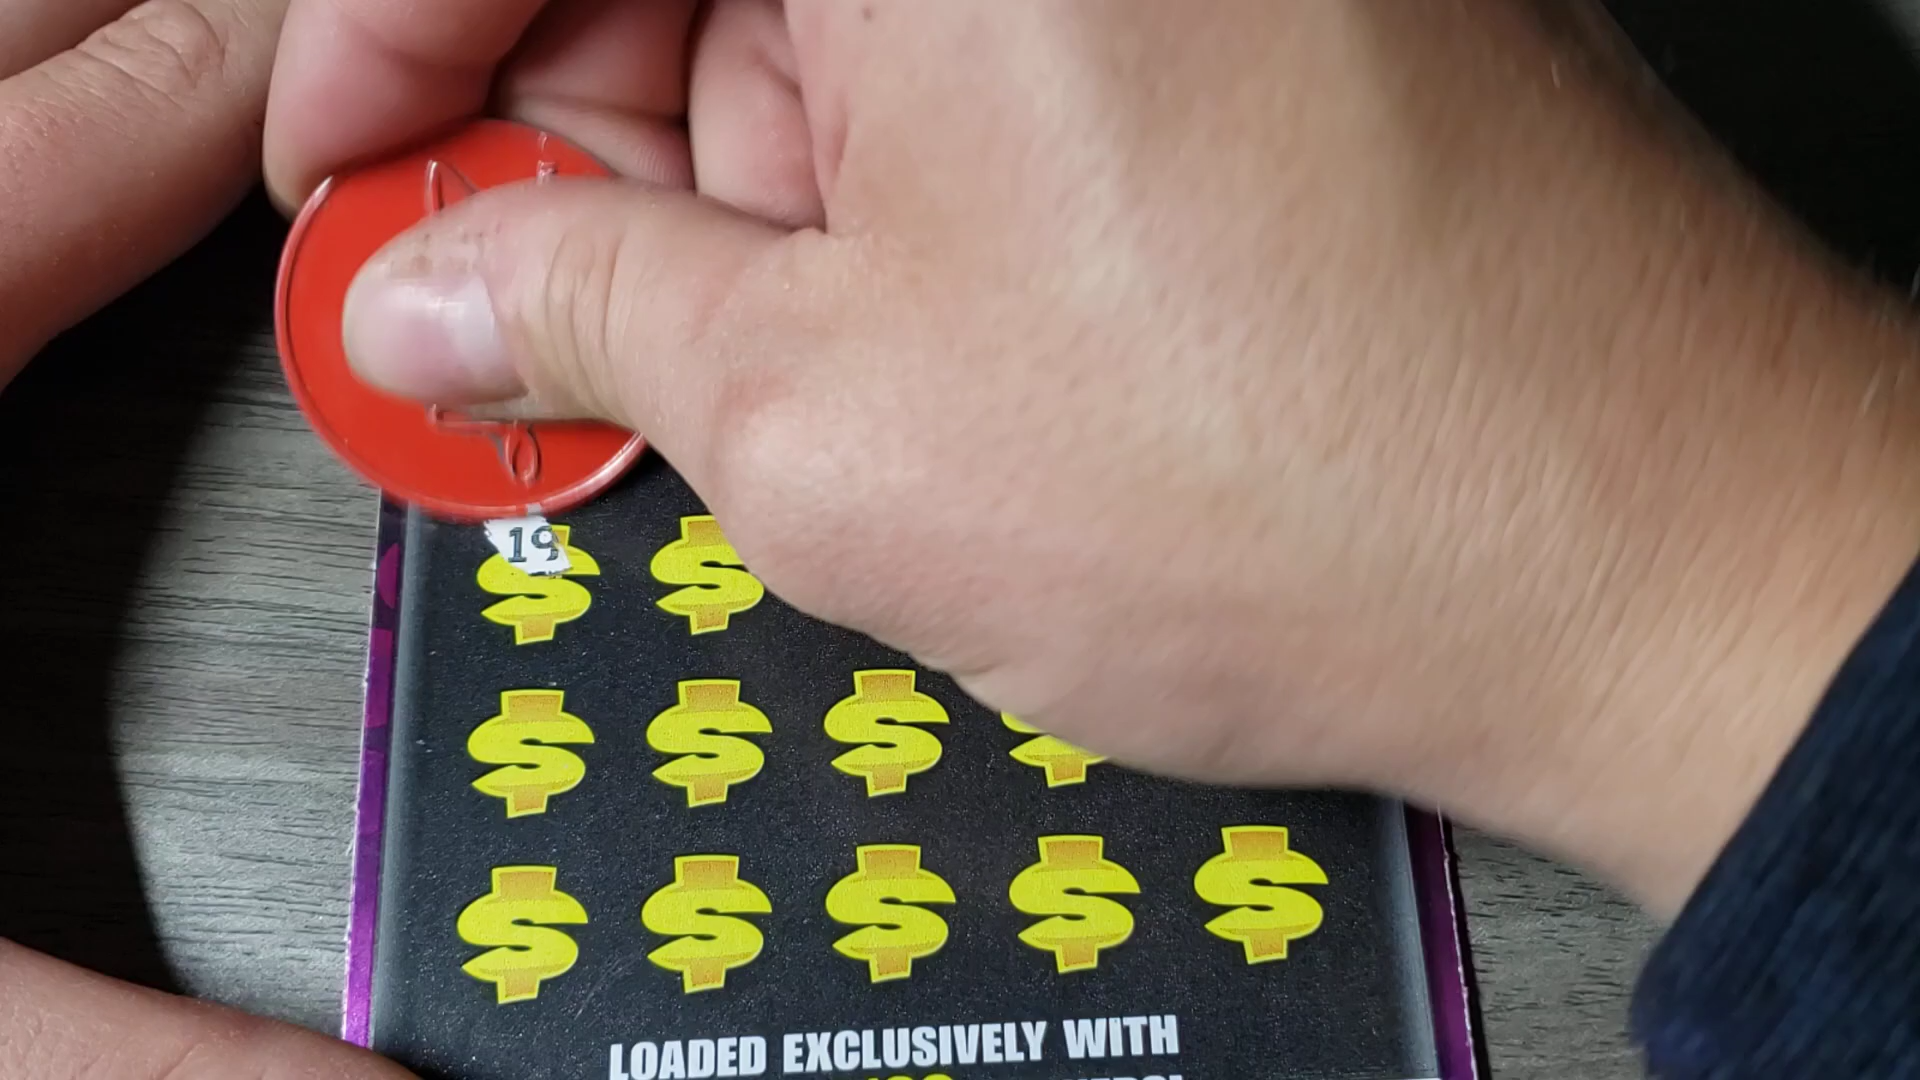 19
$ $
$ $ $ $
$ $ $ $ $
LOADED EXCLUSIVELY WITH